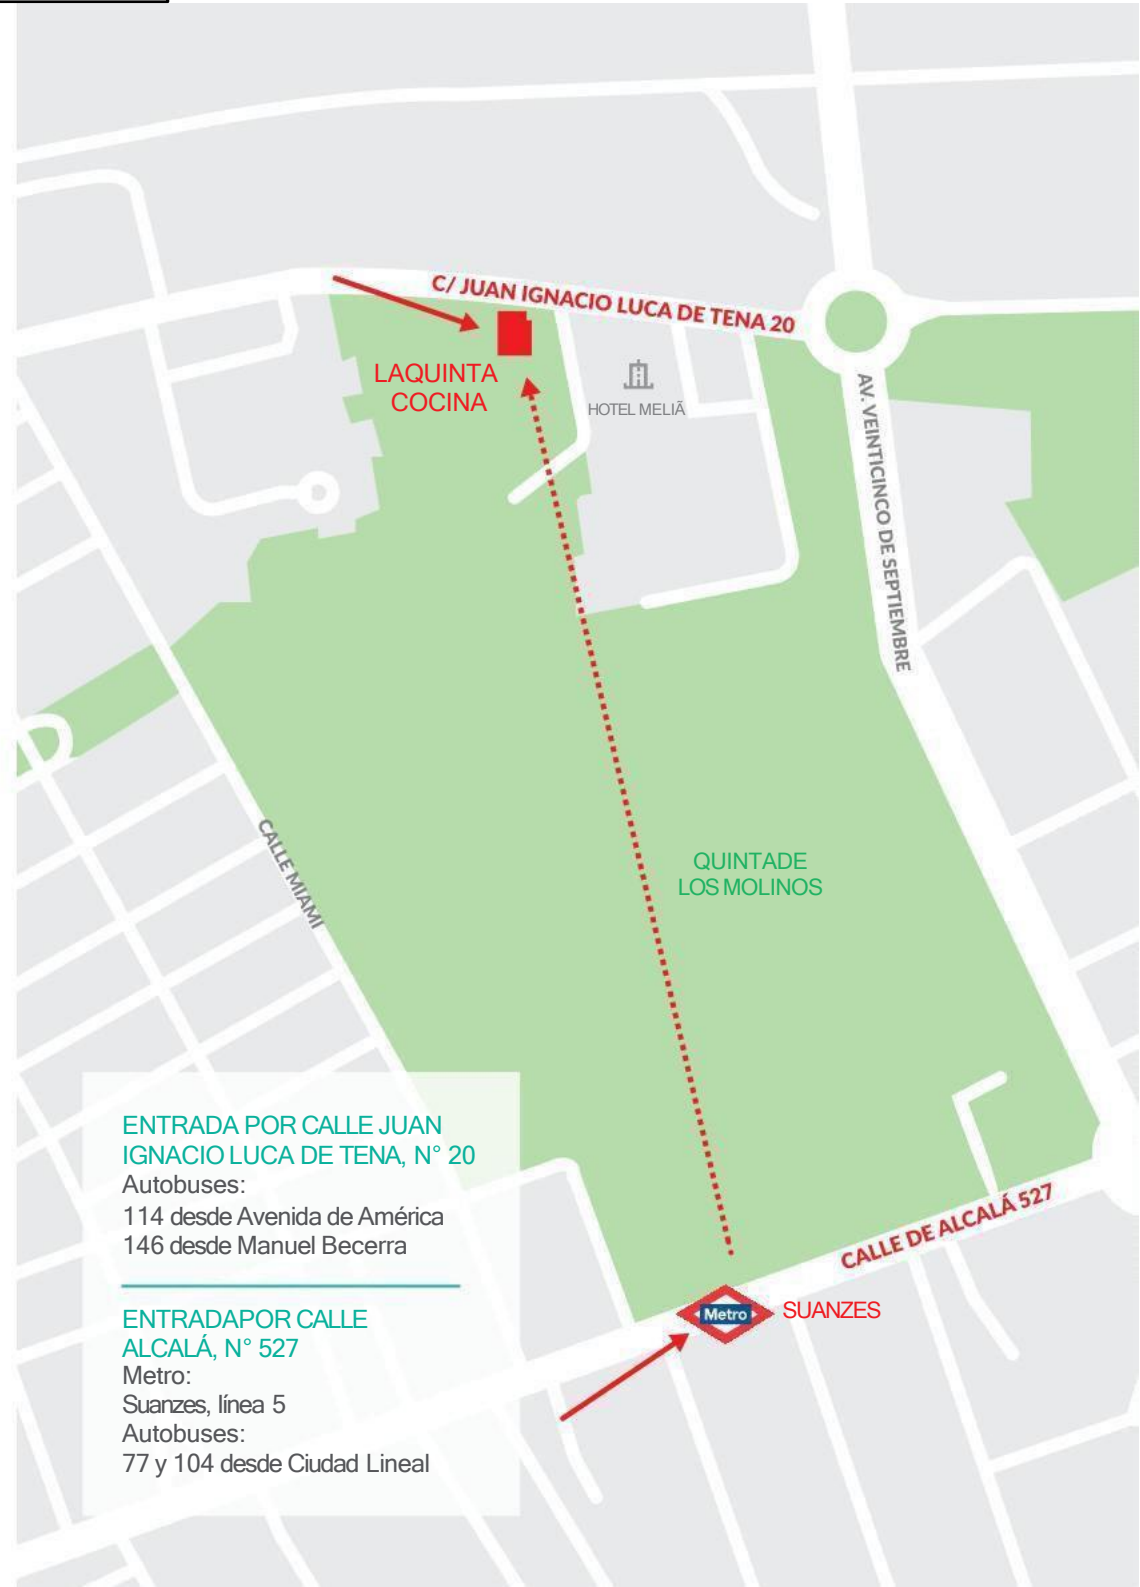 C/ JUAN IGNACIO LUCA DE TENA 20
LAQUINTA
COCINA
HOTEL MELIÃ
AV. VEINTICINCO DE SEPTIEMBRE
CALLE MIAMI
QUINTADE
LOS MOLINOS
ENTRADA POR CALLE JUAN
IGNACIO LUCA DE TENA, N° 20
Autobuses:
114 desde Avenida de América
146 desde Manuel Becerra
ENTRADAPOR CALLE
ALCALÁ, N° 527
Metro:
Suanzes, línea 5
Autobuses:
77 y 104 desde Ciudad Lineal
CALLE DE ALCALÁ 527
Metro
SUANZES